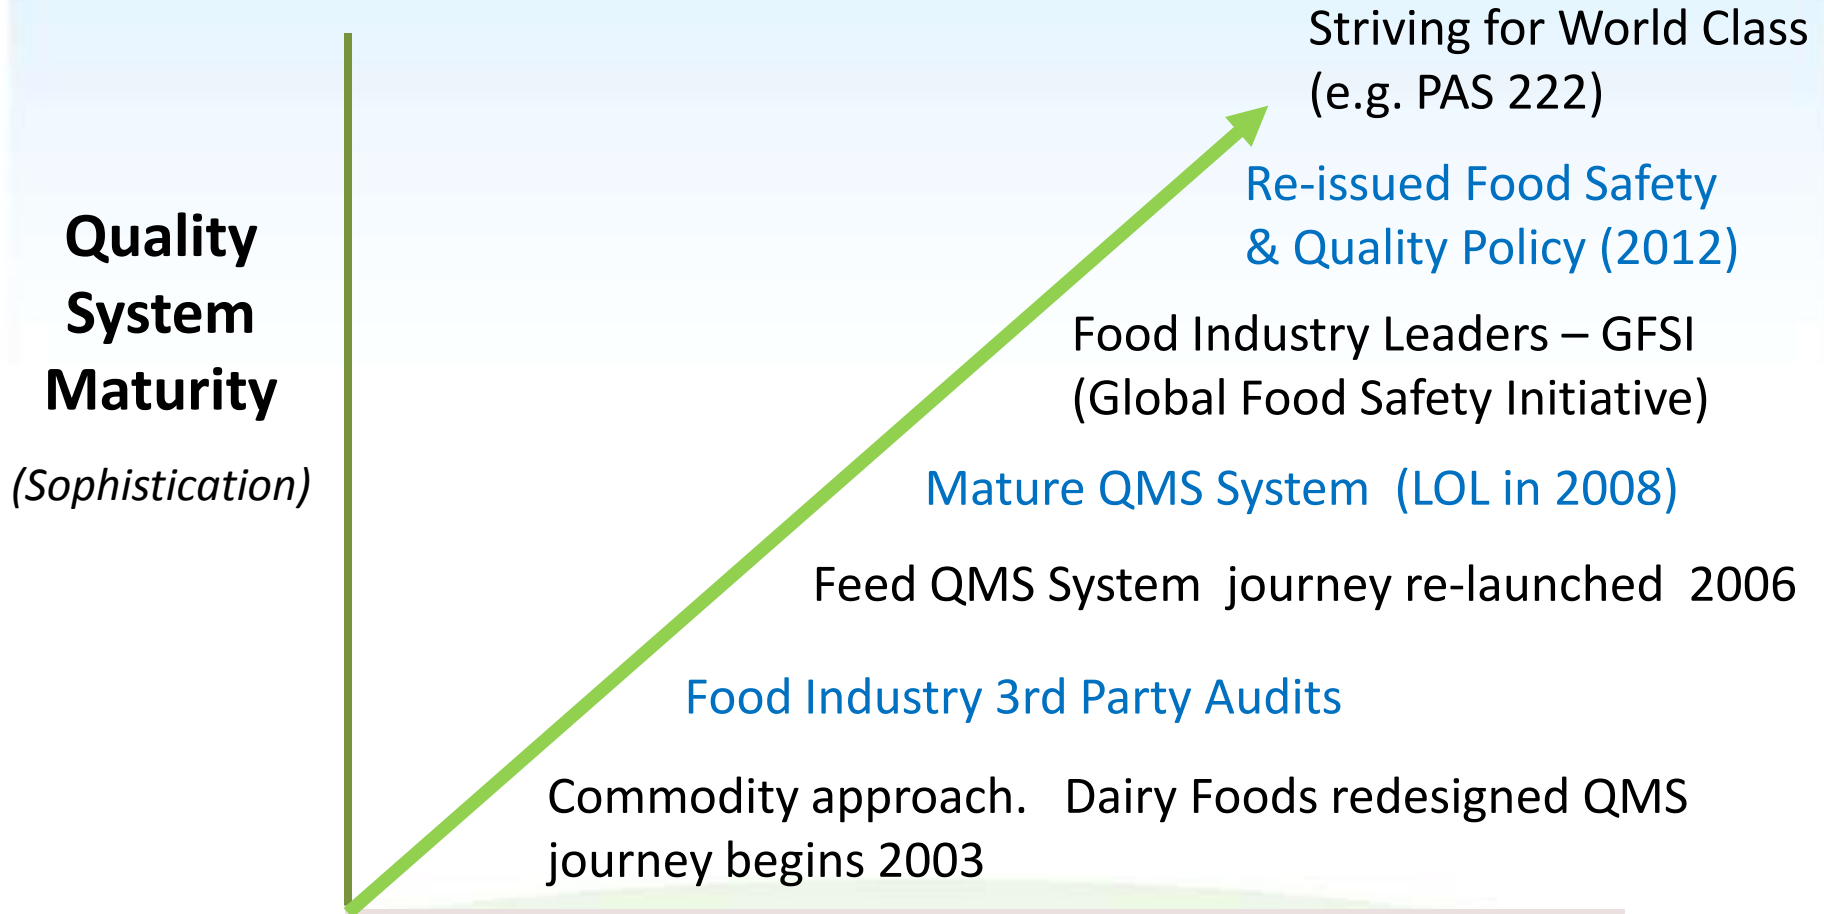 Striving for World Class
(e.g. PAS 222)
Re-issued Food Safety
& Quality Policy (2012)
Quality
System
Maturity
(Sophistication)
Food Industry Leaders – GFSI
(Global Food Safety Initiative)
Mature QMS System (LOL in 2008)
Feed QMS System journey re-launched 2006
Food Industry 3rd Party Audits
Commodity approach. Dairy Foods redesigned QMS
journey begins 2003